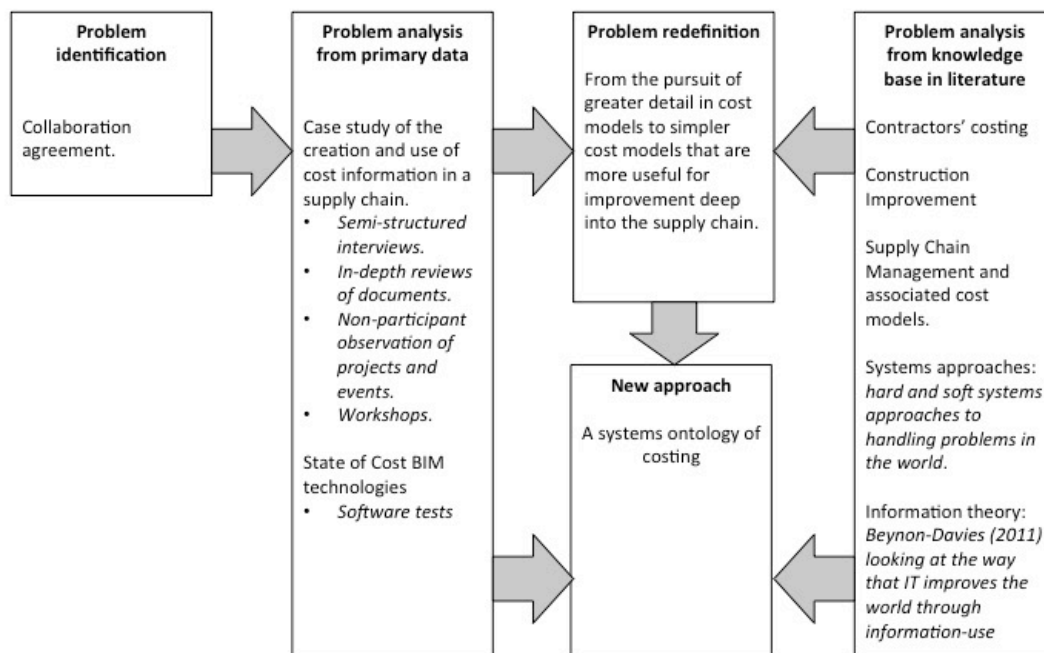 Problem
identification
Collaboration
agreement.
Problem analysis
from primary data
Case study of the
creation and use of
cost information in a
supply chain.
• Semi-structured
interviews.
• In-depth reviews
of documents.
• Non-participant
observation of
projects and
events.
• Workshops.
State of Cost BIM
technologies
• Software tests
Problem redefinition
From the pursuit of
greater detail in cost
models to simpler
cost models that are
more useful for
improvement deep
into the supply chain.
New approach
A systems ontology of
costing
Problem analysis
from knowledge
base in literature
Contractors’ costing
Construction
Improvement
Supply Chain
Management and
associated cost
models.
Systems approaches:
hard and soft systems
approaches to
handling problems in
the world.
Information theory:
Beynon-Davies (2011)
looking at the way
that IT improves the
world through
information-use